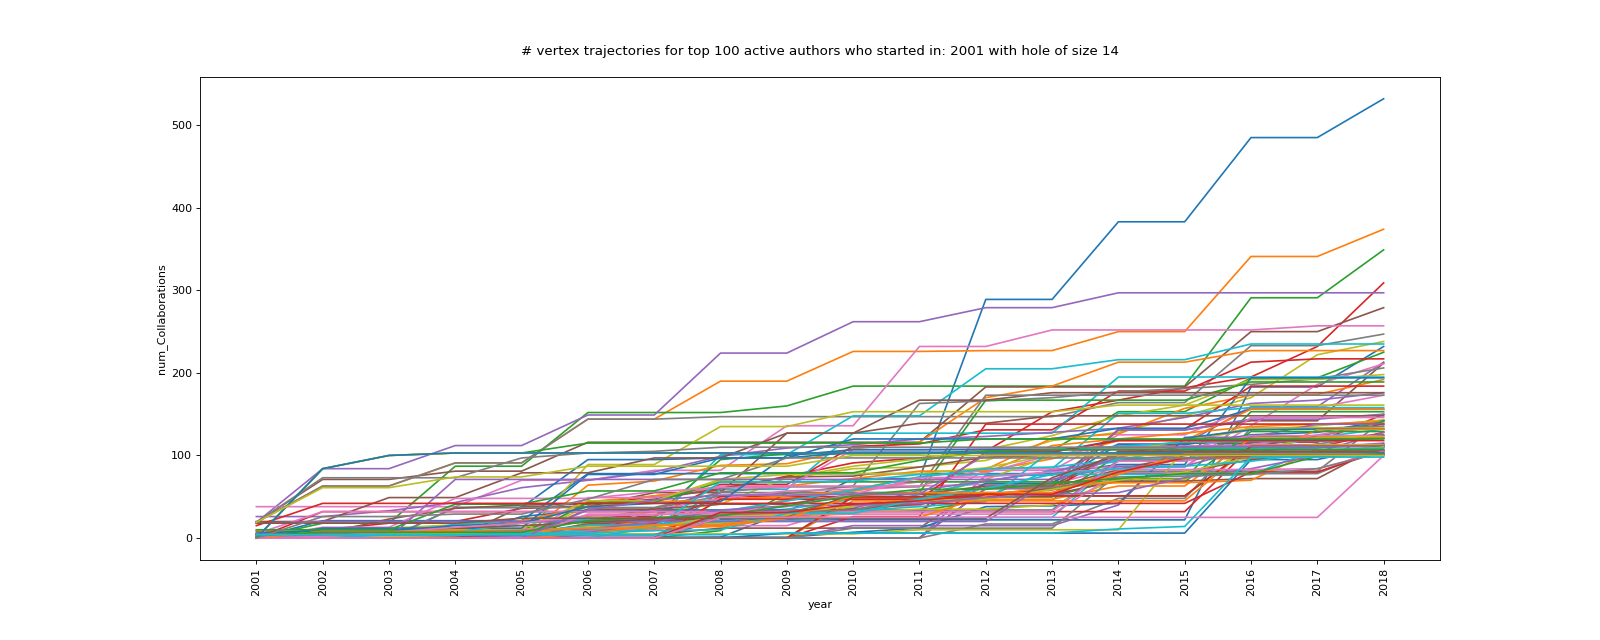 # vertex trajectories for top 100 active authors who started in: 2001 with hole of size 14
num_Collaborations
500
400
300
200
100
0
2001 2002 2003 2004 2005 2006 2007 2008 2009 2010 2011 2012 2013 2014 2015 2016 2017 2018
year